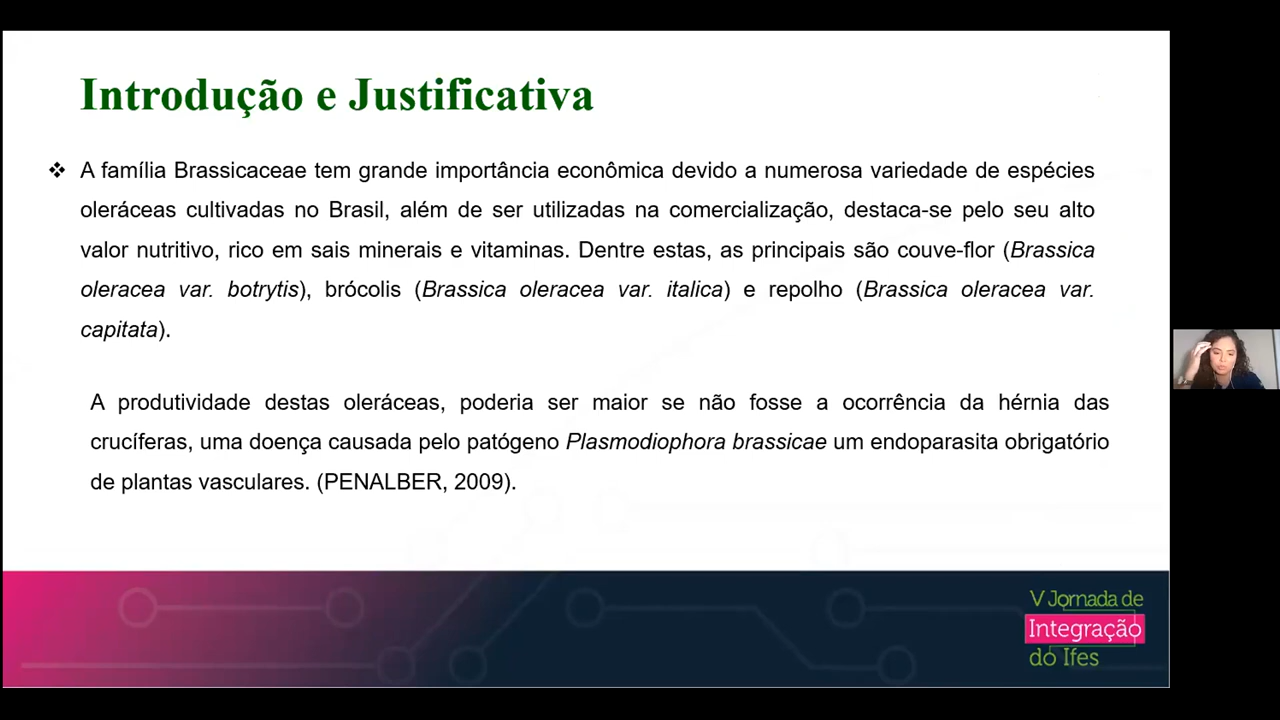 Introdução e Justificativa
❖ A família Brassicaceae tem grande importância econômica devido a numerosa variedade de espécies
oleráceas cultivadas no Brasil, além de ser utilizadas na comercialização, destaca-se pelo seu alto
valor nutritivo, rico em sais minerais e vitaminas. Dentre estas, as principais são couve-flor (Brassica
oleracea var. botrytis), brócolis (Brassica oleracea var. italica) e repolho (Brassica oleracea var.
capitata).
A produtividade destas oleráceas, poderia ser maior se não fosse a ocorrência da hérnia das
crucíferas, uma doença causada pelo patógeno Plasmodiophora brassicae um endoparasita obrigatório
de plantas vasculares. (PENALBER, 2009).
V Jornada de
Integração
do Ifes